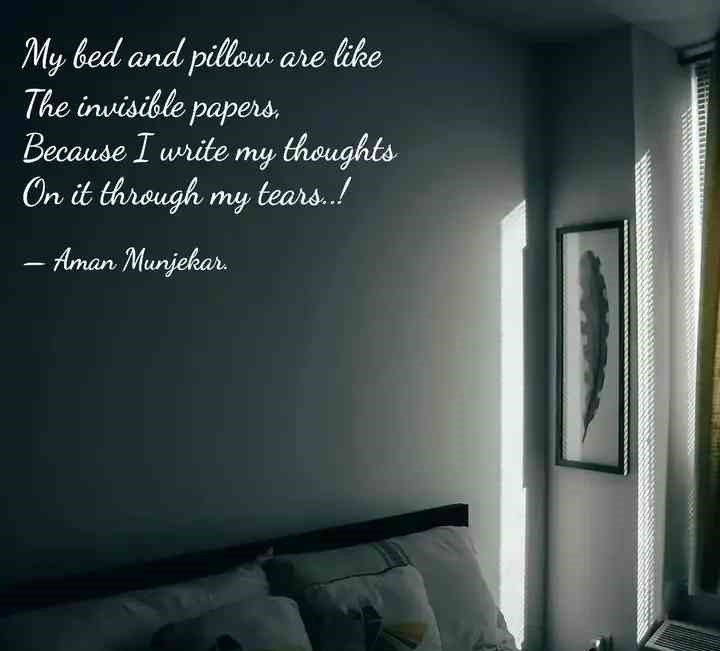 My bed and pillow are like
The invisible papers,
Because I write my thoughts
On it through my tears..!
— Aman Munjekar.